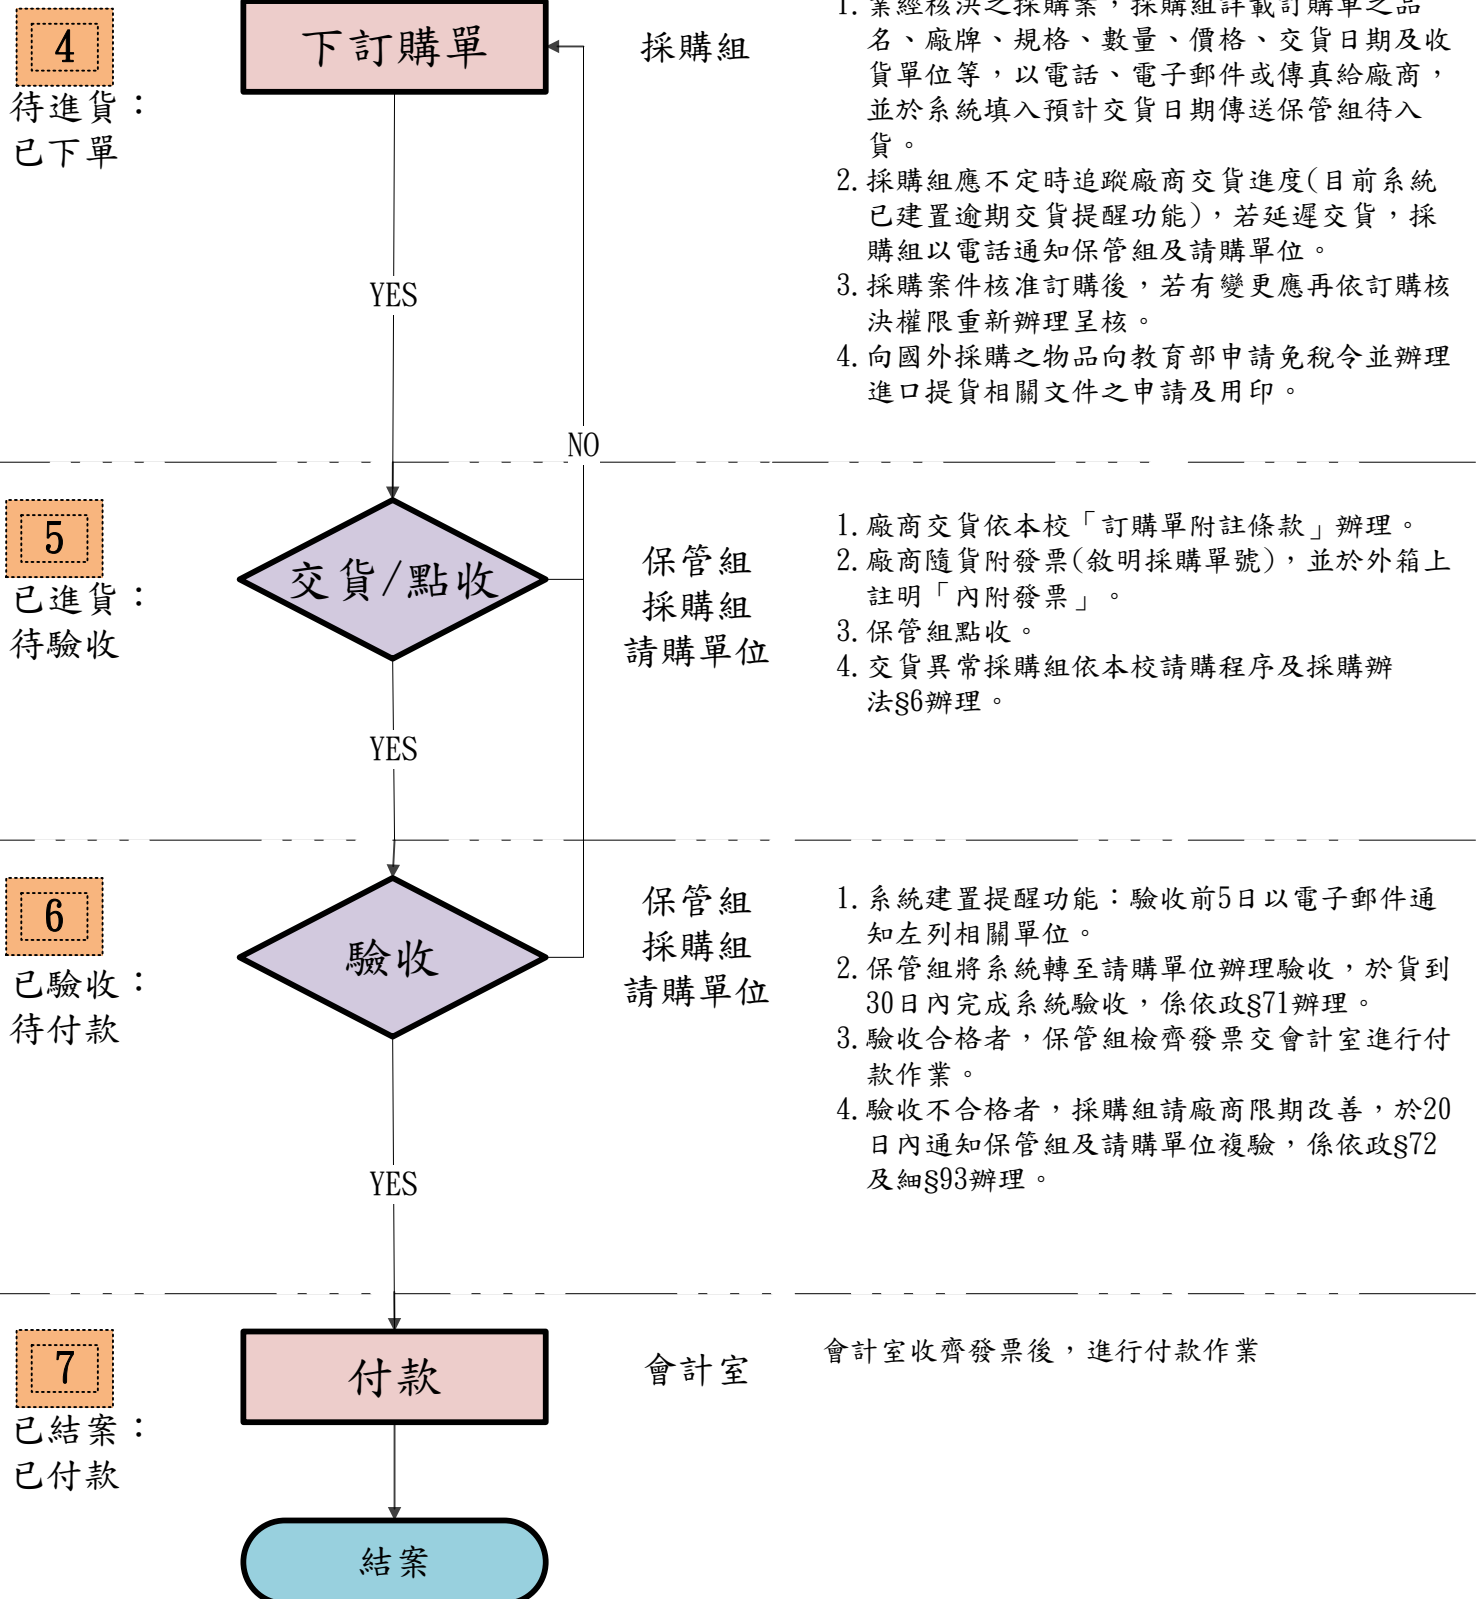 4
待進貨：
已下單
下訂購單
採購組
1.業經核決之採購案，採購組詳載訂購單之品
名、廠牌、規格、數量、價格、交貨日期及收
貨單位等，以電話、電子郵件或傳真給廠商，
並於系統填入預計交貨日期傳送保管組待入
貨。
2.採購組應不定時追蹤廠商交貨進度(目前系統
已建置逾期交貨提醒功能)，若延遲交貨，採
購組以電話通知保管組及請購單位。
3.採購案件核准訂購後，若有變更應再依訂購核
決權限重新辦理呈核。
4.向國外採購之物品向教育部申請免稅令並辦理
進口提貨相關文件之申請及用印。
YES
NO
5
已進貨：
待驗收
交貨/點收
保管組
採購組
請購單位
1.廠商交貨依本校「訂購單附註條款」辦理。
2.廠商隨貨附發票(敘明採購單號)，並於外箱上
註明「內附發票」。
3.保管組點收。
4.交貨異常採購組依本校請購程序及採購辦
法§6辦理。
YES
6
已驗收：
待付款
驗收
保管組
採購組
請購單位
1.系統建置提醒功能：驗收前5日以電子郵件通
知左列相關單位。
2.保管組將系統轉至請購單位辦理驗收，於貨到
30日內完成系統驗收，係依政§71辦理。
3.驗收合格者，保管組檢齊發票交會計室進行付
款作業。
4.驗收不合格者，採購組請廠商限期改善，於20
日內通知保管組及請購單位複驗，係依政§72
及細§93辦理。
YES
7
已結案：
已付款
付款
會計室
會計室收齊發票後，進行付款作業
結案